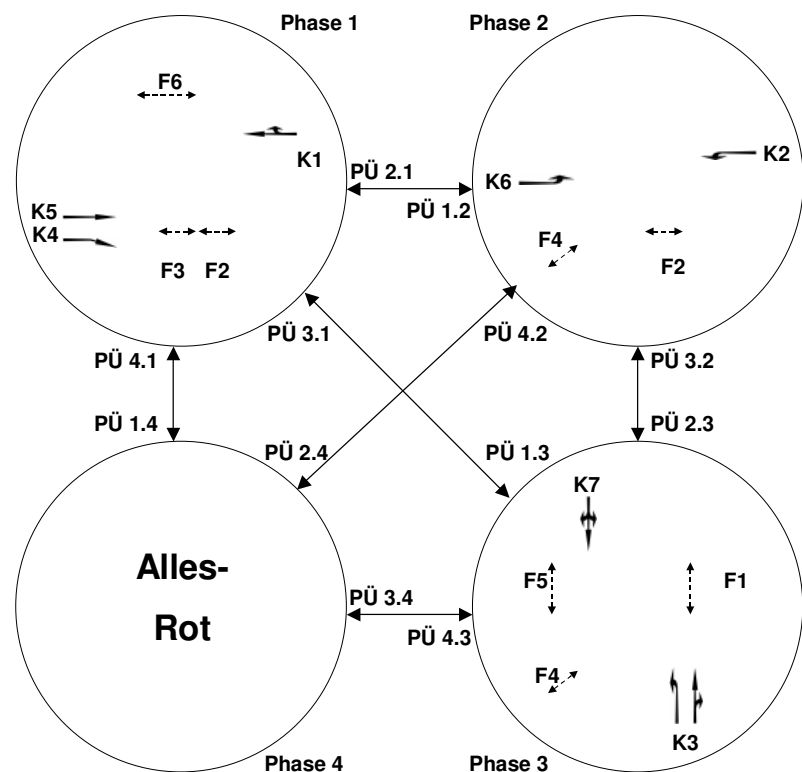 Phase 1
Phase 2
F6
K1
K5
K4
F3
F2
PÜ 2.1
PÜ 1.2
K2
K6
F4
F2
PÜ 4.1
PÜ 3.1
PÜ 4.2
PÜ 3.2
PÜ 1.4
PÜ 2.4
PÜ 1.3
PÜ 2.3
Alles-
Rot
PÜ 3.4
PÜ 4.3
K7
F5
F1
F4
K3
Phase 4
Phase 3